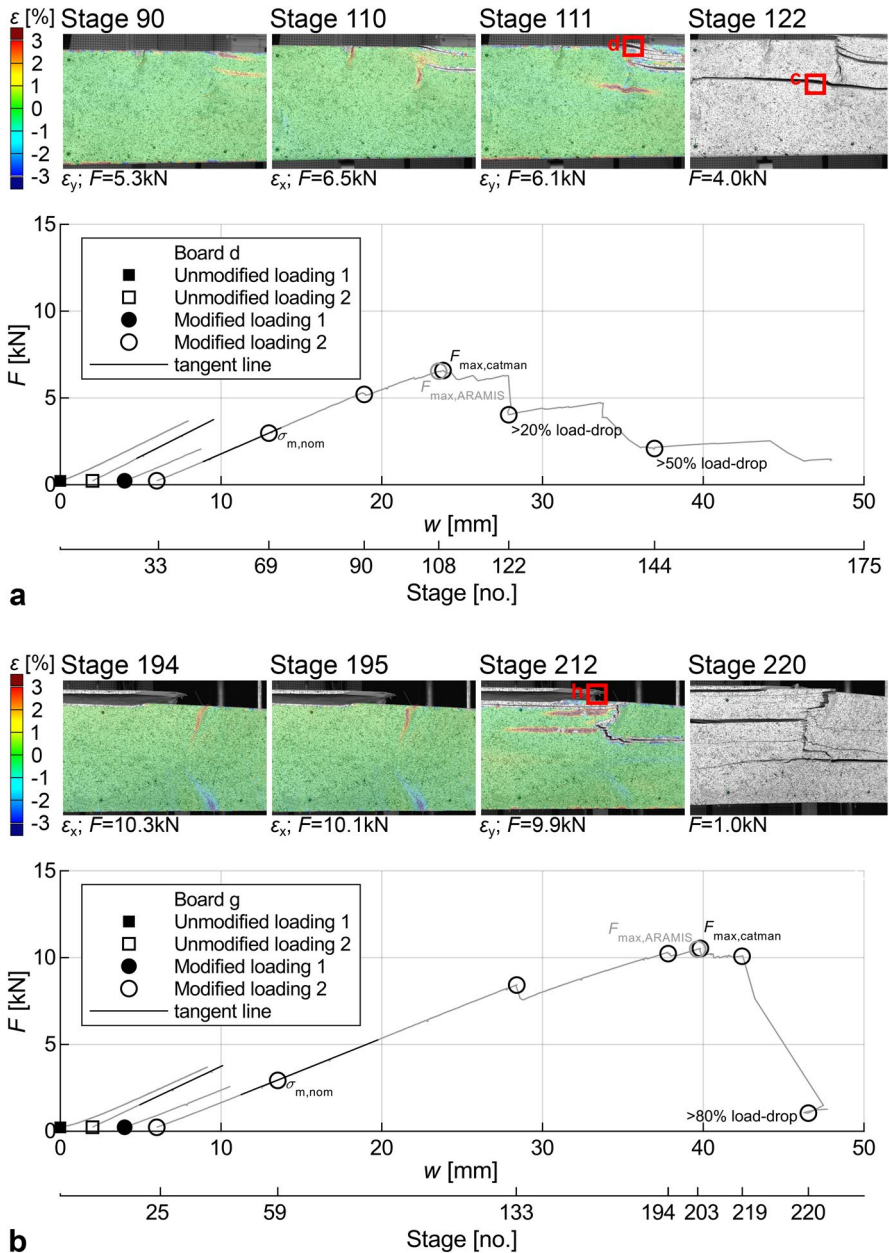 ε [%] Stage 90 Stage 110 Stage 111 Stage 122
3
2
1
0
-1
-2
-3
d
c
εy; F=5.3kN εx; F=6.5kN εy; F=6.1kN F=4.0kN
15
10
5
0
F [kN]
Board d
Unmodified loading 1
Unmodified loading 2
Modified loading 1
Modified loading 2
tangent line
Fmax,catman
Fmax,ARAMIS
σm,nom
>20% load-drop
>50% load-drop
0 10 20 30 40 50
w [mm]
33 69 90 108 122 144 175
Stage [no.]
a
ε [%] Stage 194 Stage 195 Stage 212 Stage 220
3
2
1
0
-1
-2
-3
h
εx; F=10.3kN εx; F=10.1kN εy; F=9.9kN F=1.0kN
15
10
5
0
F [kN]
Board g
Unmodified loading 1
Unmodified loading 2
Modified loading 1
Modified loading 2
tangent line
Fmax,ARAMIS Fmax,catman
σm,nom
>80% load-drop
0 10 20 30 40 50
w [mm]
25 59 133 194 203 219 220
Stage [no.]
b